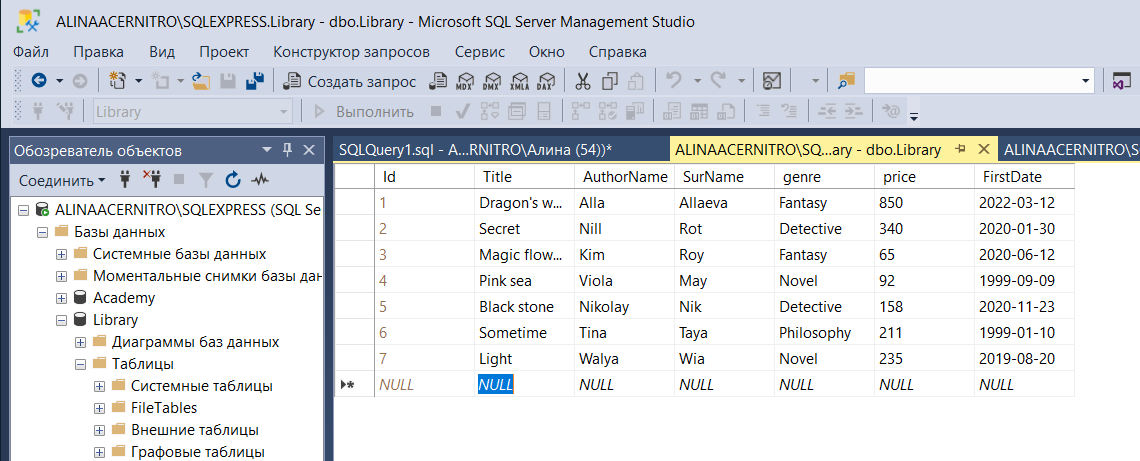 ALINAACERNITRO\SQLEXPRESS.Library - dbo.Library - Microsoft SQL Server Management Studio
Файл Правка Вид Проект Конструктор запросов Сервис Окно Справка
Создать запрос MDX DMX XMLA DAX
Library Выполнить
Обозреватель объектов
Соединить
ALINAACERNITRO\SQLEXPRESS (SQL Se
Базы данных
Системные базы данных
Моментальные снимки базы дан
Academy
Library
Диаграммы баз данных
Таблицы
Системные таблицы
FileTables
Внешние таблицы
Графовые таблицы
SQLQuery1.sql - A...RNITRO\Алина (54))* ALINAACERNITRO\SQ...ary - dbo.Library ALINAACERNITRO\S
Id Title AuthorName SurName genre price FirstDate
1 Dragon's w... Alla Allaeva Fantasy 850 2022-03-12
2 Secret Nill Rot Detective 340 2020-01-30
3 Magic flow... Kim Roy Fantasy 65 2020-06-12
4 Pink sea Viola May Novel 92 1999-09-09
5 Black stone Nikolay Nik Detective 158 2020-11-23
6 Sometime Tina Taya Philosophy 211 1999-01-10
7 Light Walya Wia Novel 235 2019-08-20
NULL NULL NULL NULL NULL NULL NULL